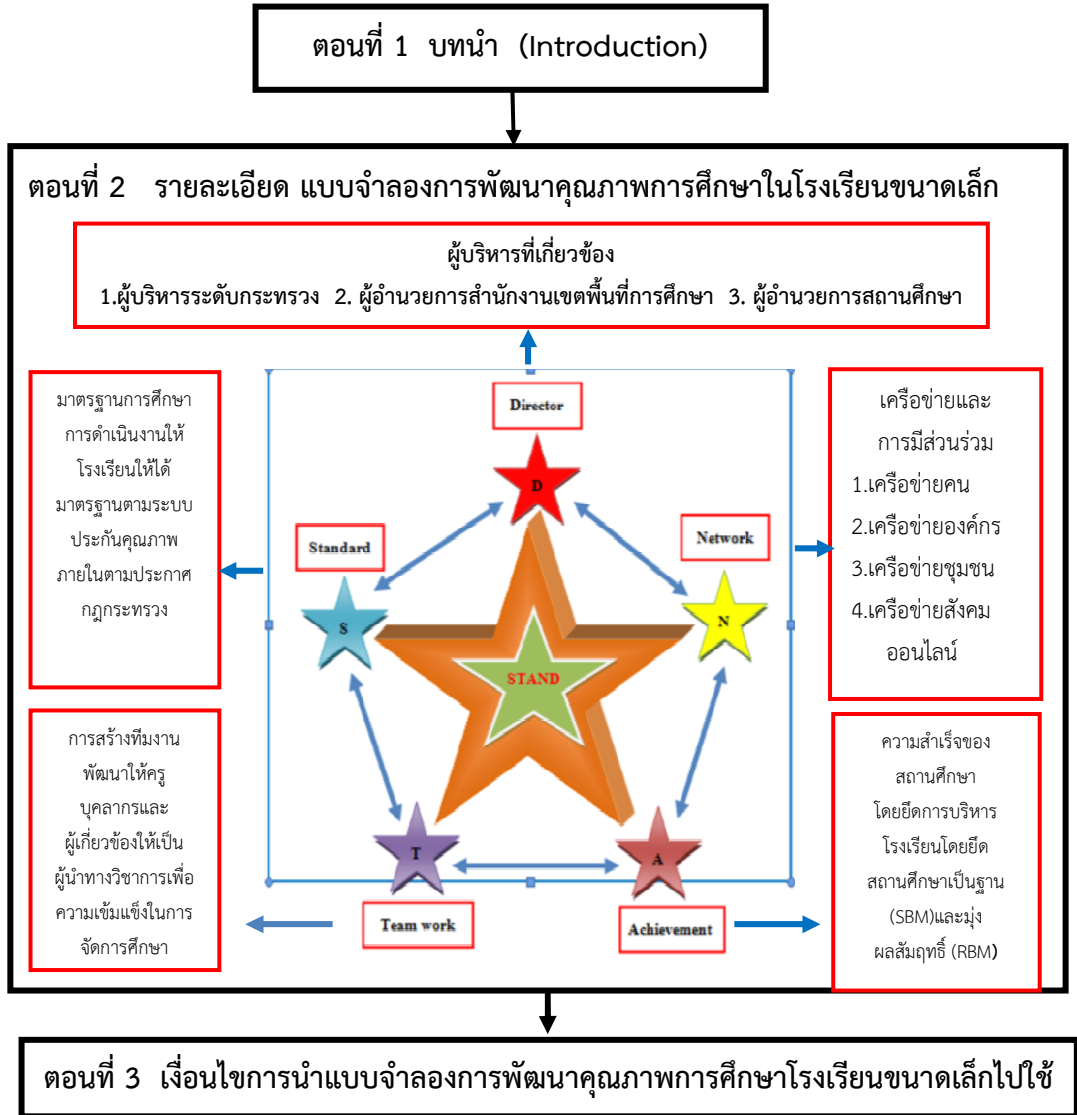 ตอนที่ 1 บทนำ (Introduction)
ตอนที่ 2 รายละเอียด แบบจำลองการพัฒนาคุณภาพการศึกษาในโรงเรียนขนาดเล็ก
ผู้บริหารที่เกี่ยวข้อง
1.ผู้บริหารระดับกระทรวง 2. ผู้อำนวยการสำนักงานเขตพื้นที่การศึกษา 3. ผู้อำนวยการสถานศึกษา
มาตรฐานการศึกษา
การดำเนินงานให้
โรงเรียนให้ได้
มาตรฐานตามระบบ
ประกันคุณภาพ
ภายในตามประกาศ
กฎกระทรวง
Director
D
Standard
S
Network
N
STAND
T
Team work
A
Achievement
เครือข่ายและ
การมีส่วนร่วม
1.เครือข่ายคน
2.เครือข่ายองค์กร
3.เครือข่ายชุมชน
4.เครือข่ายสังคม
ออนไลน์
การสร้างทีมงาน
พัฒนาให้ครู
บุคลากรและ
ผู้เกี่ยวข้องให้เป็น
ผู้นำทางวิชาการเพื่อ
ความเข้มแข็งในการ
จัดการศึกษา
ความสำเร็จของ
สถานศึกษา
โดยยึดการบริหาร
โรงเรียนโดยยึด
สถานศึกษาเป็นฐาน
(SBM)และมุ่ง
ผลสัมฤทธิ์ (RBM)
ตอนที่ 3 เงื่อนไขการนำแบบจำลองการพัฒนาคุณภาพการศึกษาโรงเรียนขนาดเล็กไปใช้